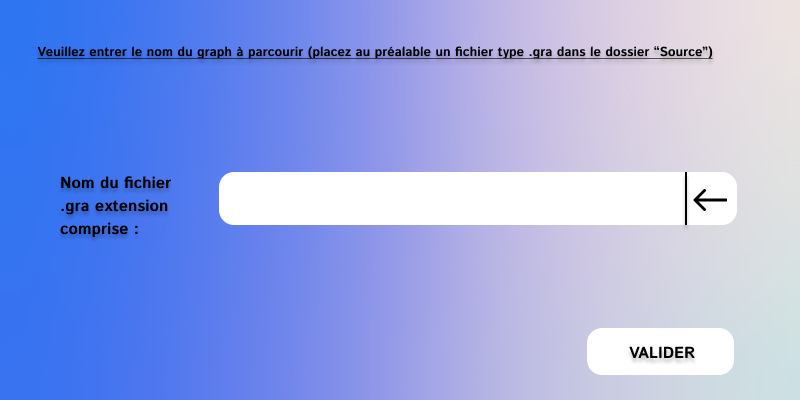 Veuillez entrer le nom du graph à parcourir (placez au préalable un fichier type .gra dans le dossier “Source”)
Nom du fichier
.gra extension
comprise :
VALIDER